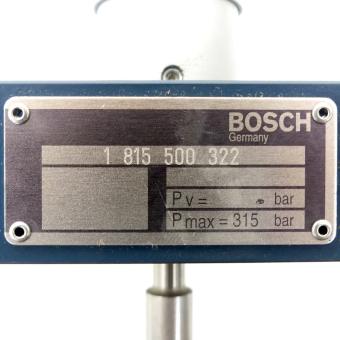 BOSCH
Germany
1 815 500 322
Pv = bar
Pmax = 315 bar